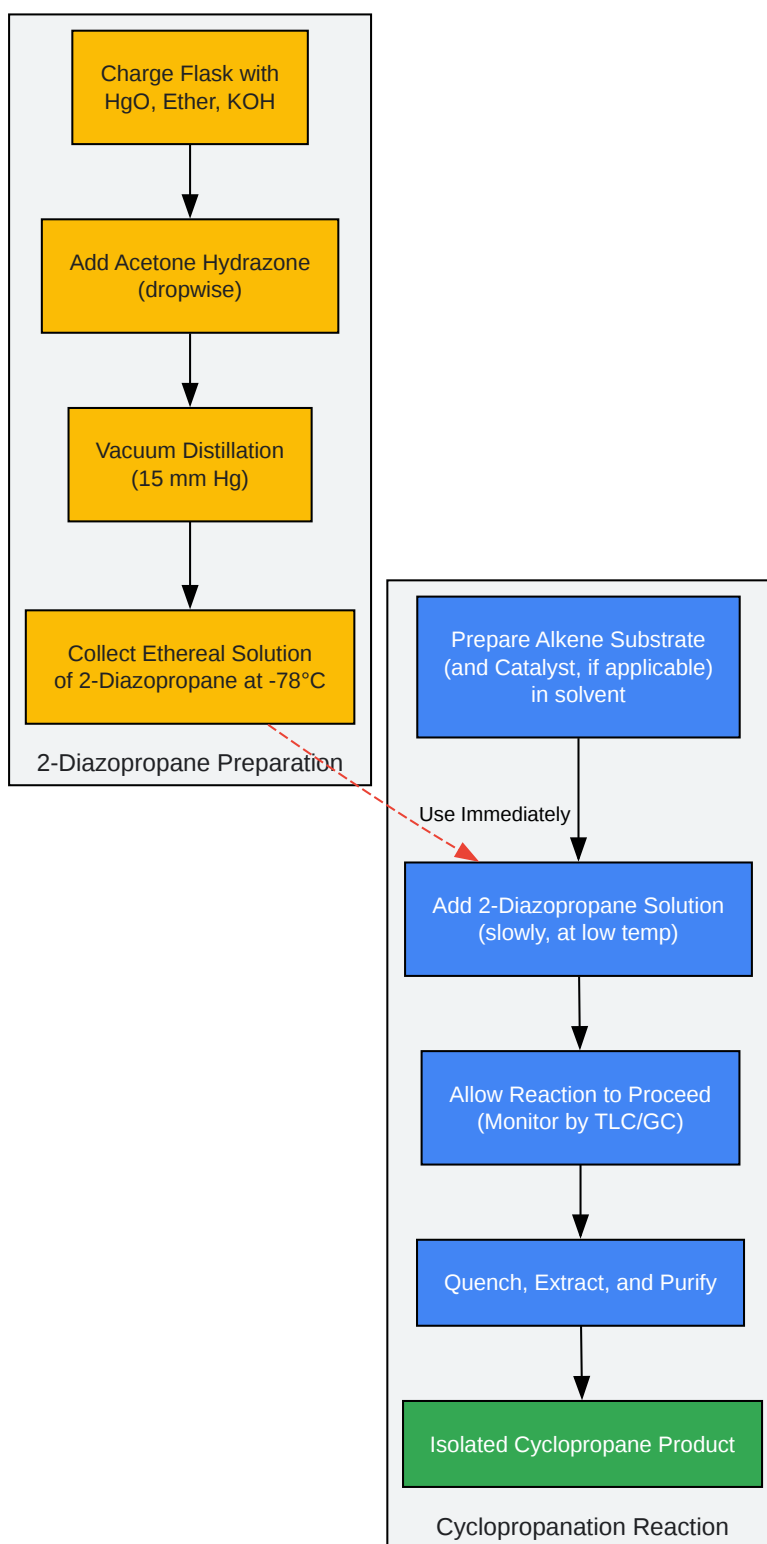 Charge Flask with
HgO, Ether, KOH
Add Acetone Hydrazone
(dropwise)
Vacuum Distillation
(15 mm Hg)
Collect Ethereal Solution
of 2-Diazopropane at -78°C
2-Diazopropane Preparation
Prepare Alkene Substrate
(and Catalyst, if applicable)
in solvent
Use Immediately
Add 2-Diazopropane Solution
(slowly, at low temp)
Allow Reaction to Proceed
(Monitor by TLC/GC)
Quench, Extract, and Purify
Isolated Cyclopropane Product
Cyclopropanation Reaction